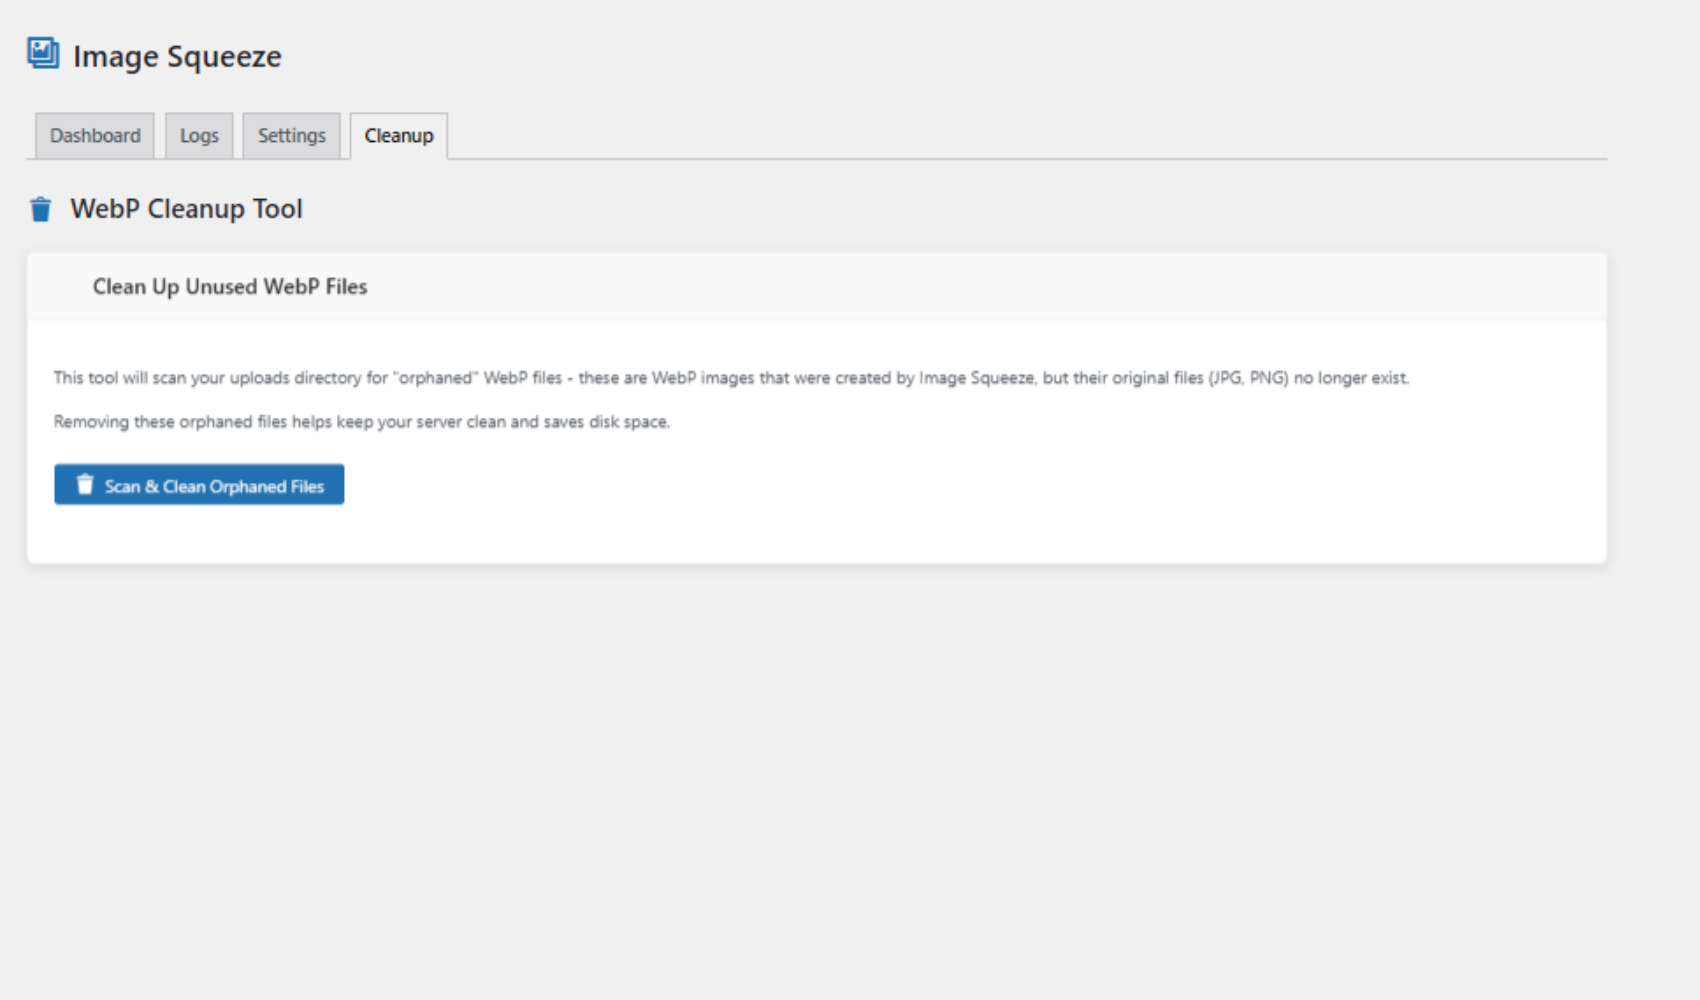 Image Squeeze
Dashboard Logs Settings Cleanup
WebP Cleanup Tool
Clean Up Unused WebP Files
This tool will scan your uploads directory for "orphaned" WebP files - these are WebP images that were created by Image Squeeze, but their original files (JPG, PNG) no longer exist.
Removing these orphaned files helps keep your server clean and saves disk space.
Scan & Clean Orphaned Files